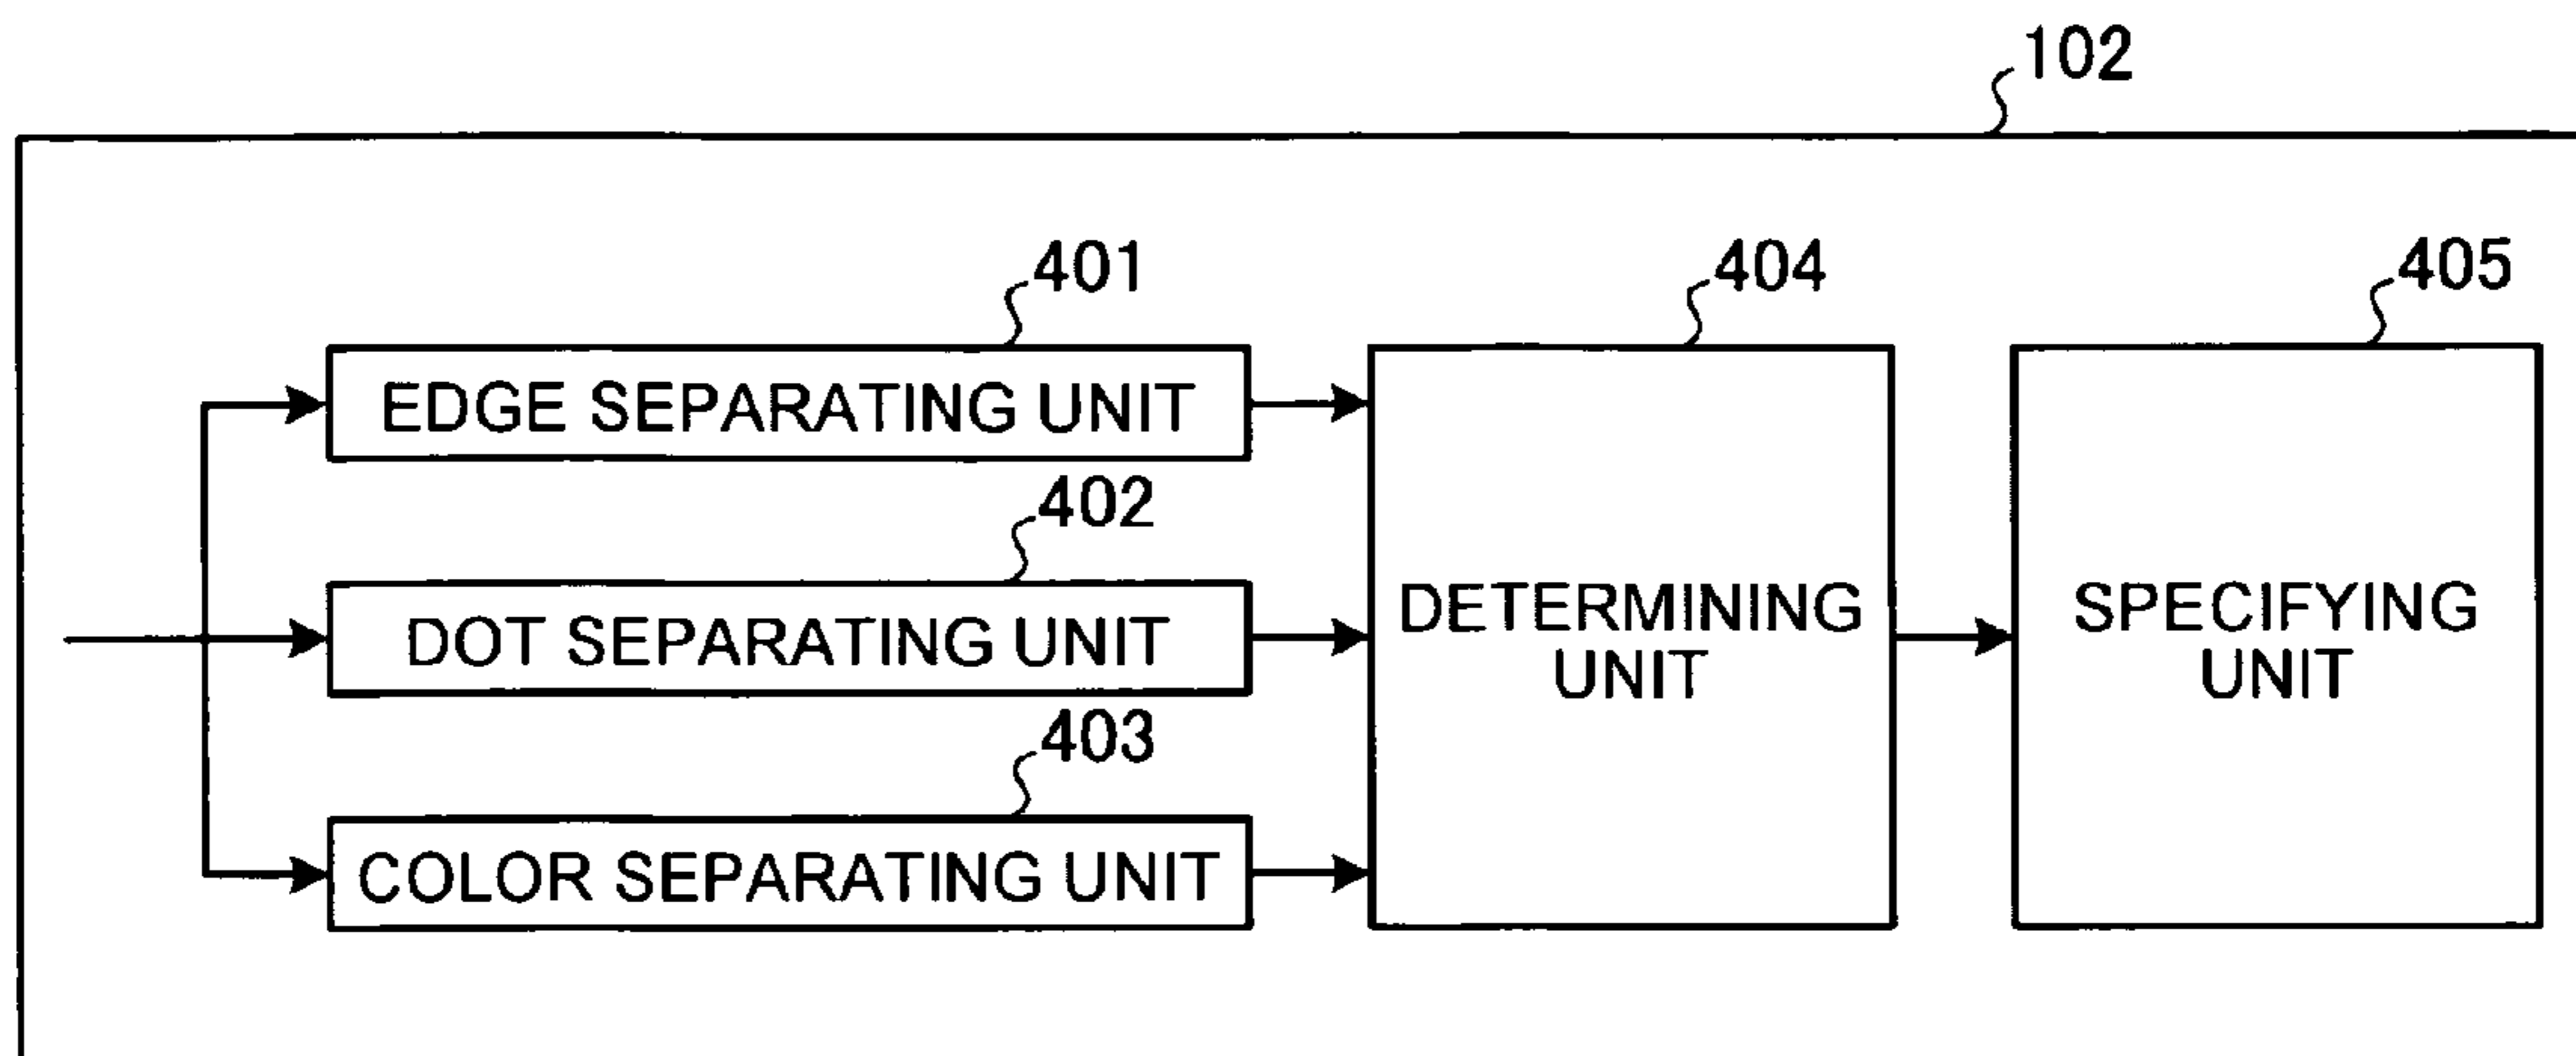 102
401
404
405
EDGE SEPARATING UNIT
402
DOT SEPARATING UNIT
DETERMINING
UNIT
SPECIFYING
UNIT
403
COLOR SEPARATING UNIT